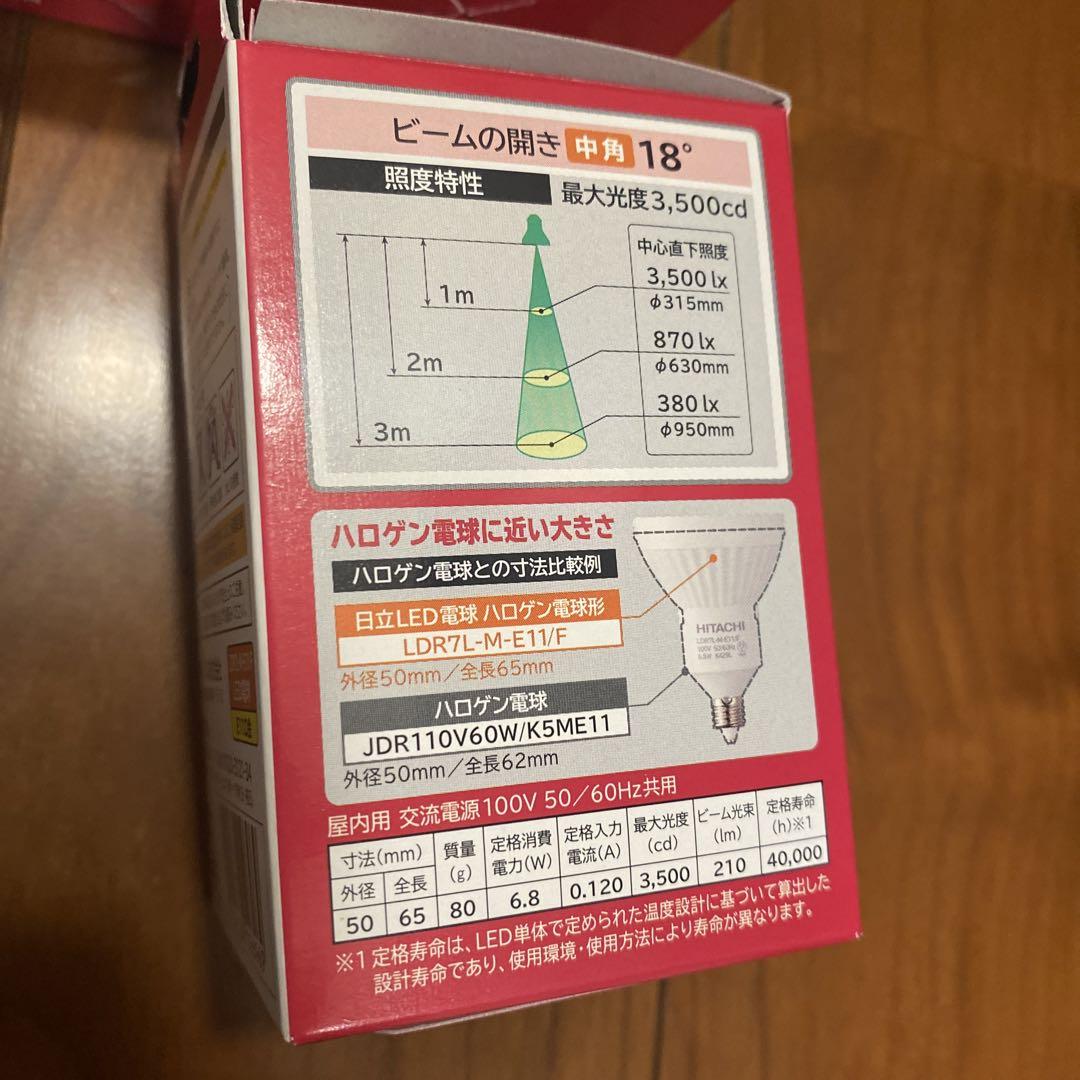 ビームの開き 中角 18°
照度特性
最大光度3,500cd
中心直下照度
1m
3,500 lx
φ315mm
2m
870 lx
φ630mm
3m
380 lx
φ950mm
ハロゲン電球に近い大きさ
ハロゲン電球との寸法比較例
日立LED電球 ハロゲン電球形
LDR7L-M-E11/F
外径50mm／全長65mm
ハロゲン電球
JDR110V60W/K5ME11
外径50mm／全長62mm
HITACHI
LDR7L-M-E11/F
100V 50/60Hz
屋内用 交流電源100V 50／60Hz共用
寸法(mm) 質量(g) 定格消費電力(W) 定格入力電流(A) 最大光度(cd) ビーム光束(lm) 定格寿命(h)※1
外径 全長
50 65 80 6.8 0.120 3,500 210 40,000
※1 定格寿命は、LED単体で定められた温度設計に基づいて算出した
設計寿命であり、使用環境・使用方法により寿命が異なります。